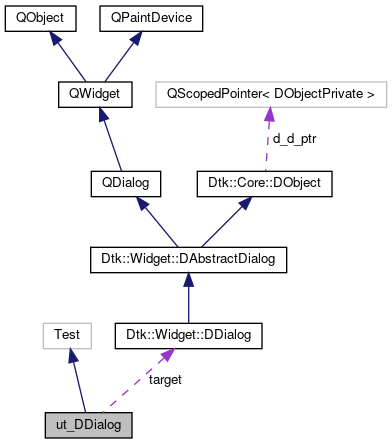 QObject
QPaintDevice
QWidget
QScopedPointer< DObjectPrivate >
d_d_ptr
QDialog
Dtk::Core::DObject
Dtk::Widget::DAbstractDialog
Test
Dtk::Widget::DDialog
target
ut_DDialog